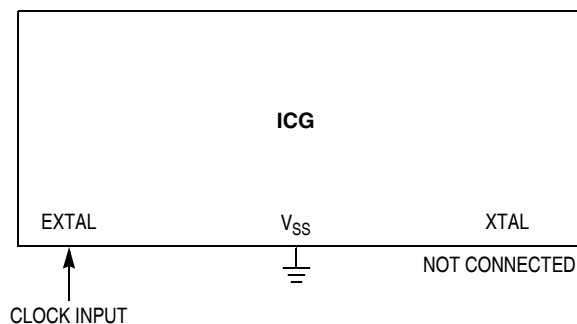 ICG
EXTAL
VSS
XTAL
NOT CONNECTED
CLOCK INPUT